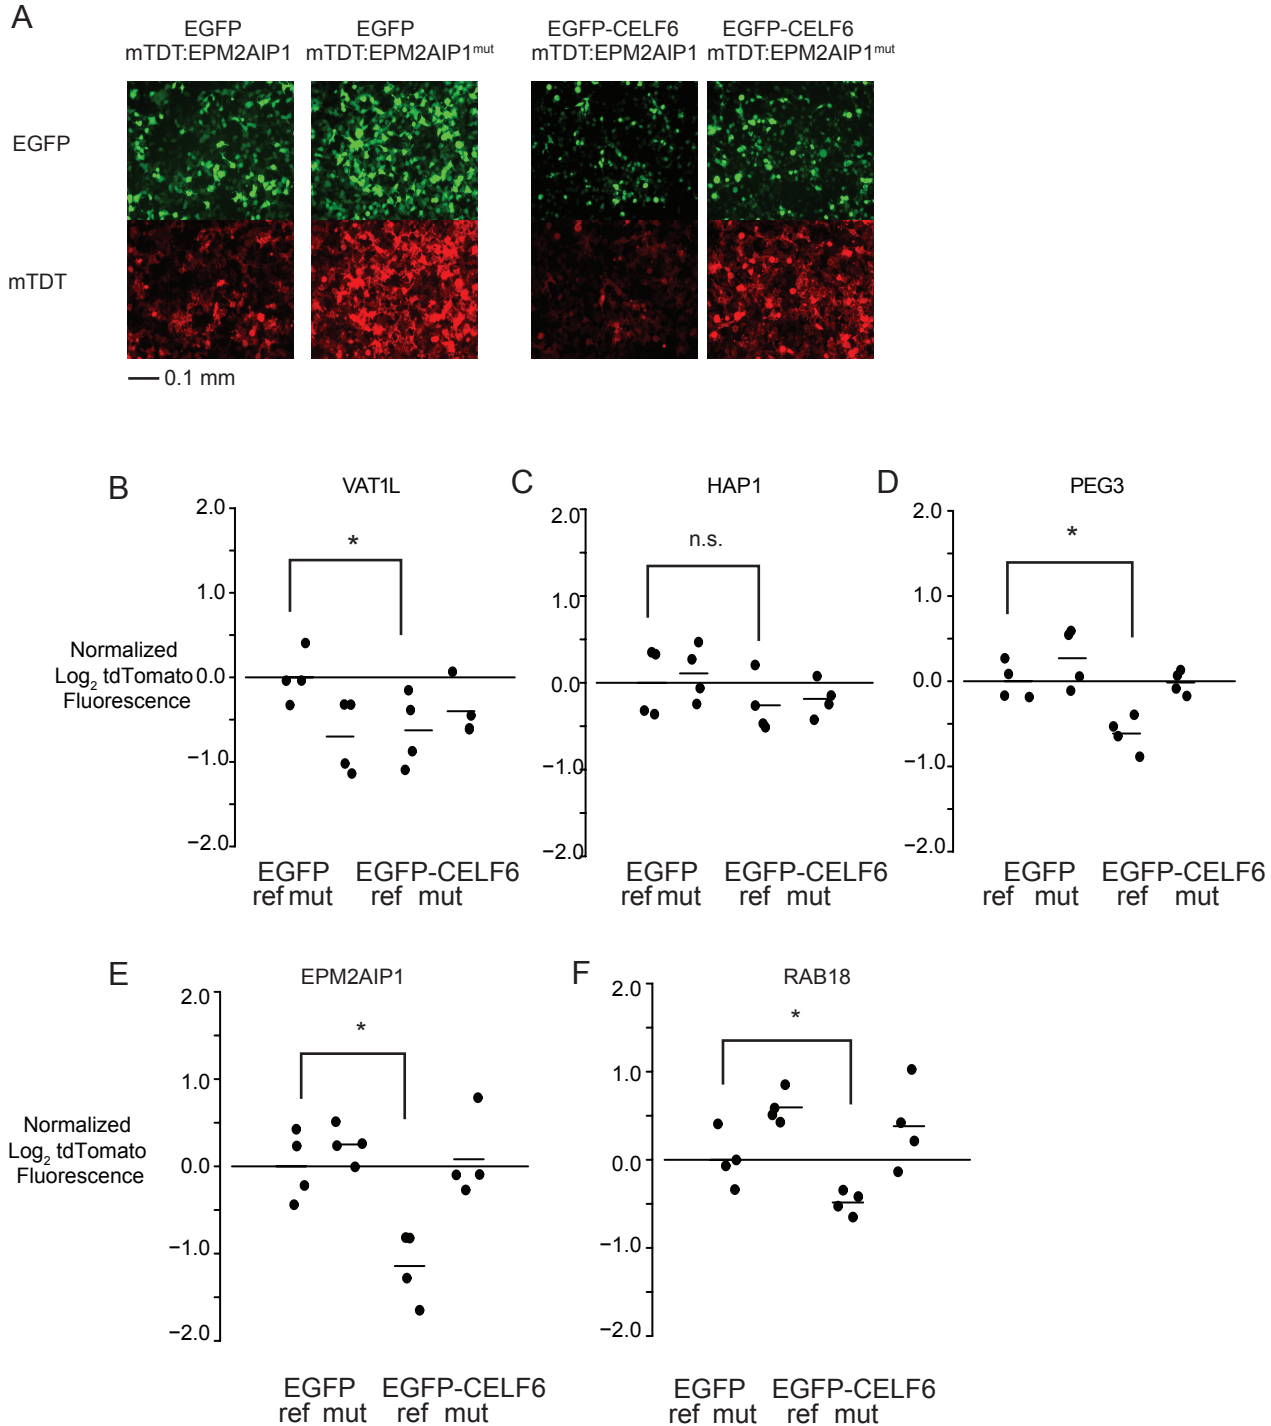 A
EGFP
mTDT:EPM2AIP1
EGFP
mTDT:EPM2AIP1mut
EGFP-CELF6
mTDT:EPM2AIP1
EGFP-CELF6
mTDT:EPM2AIP1mut
EGFP
mTDT
0.1 mm
B
VAT1L
2.0
1.0
0.0
−1.0
−2.0
*
Normalized
Log2 tdTomato
Fluorescence
EGFP EGFP-CELF6
ref mut ref mut
C
HAP1
2.0
1.0
0.0
−1.0
−2.0
n.s.
EGFP EGFP-CELF6
ref mut ref mut
D
PEG3
2.0
1.0
0.0
−1.0
−2.0
*
EGFP EGFP-CELF6
ref mut ref mut
E
EPM2AIP1
2.0
1.0
0.0
−1.0
−2.0
*
Normalized
Log2 tdTomato
Fluorescence
EGFP EGFP-CELF6
ref mut ref mut
F
RAB18
2.0
1.0
0.0
−1.0
−2.0
*
EGFP EGFP-CELF6
ref mut ref mut